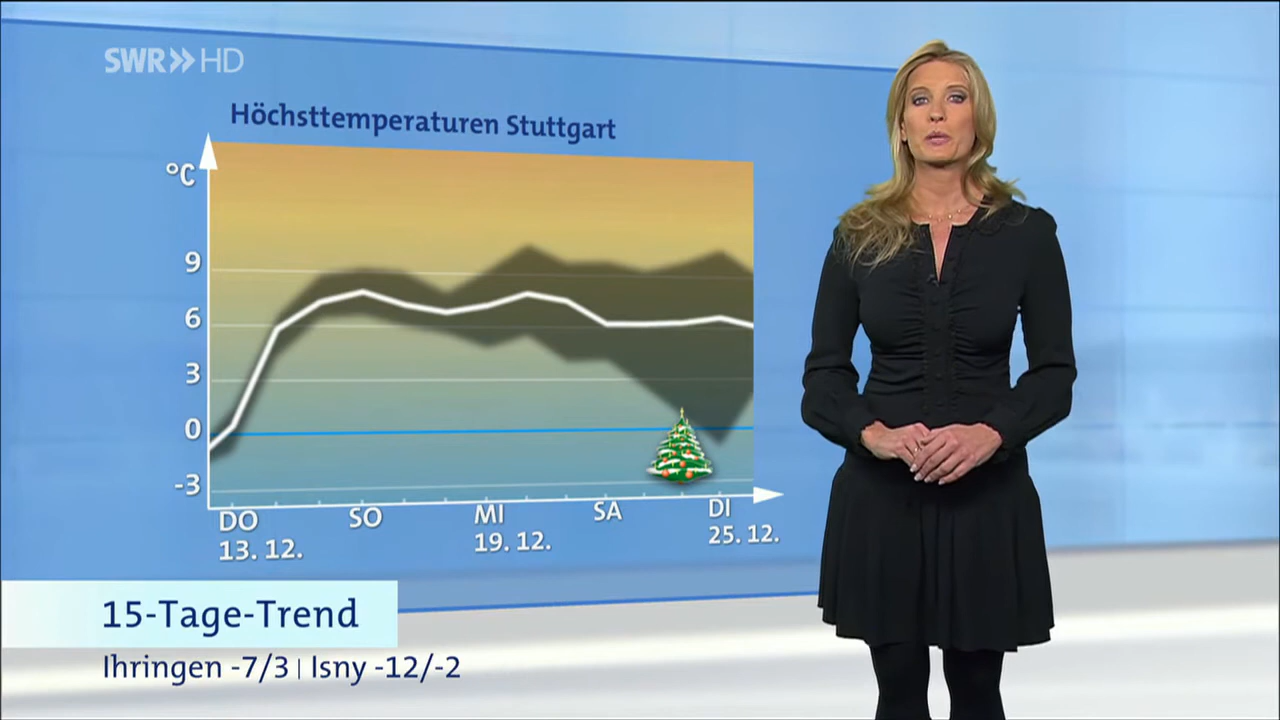 SWR>> HD
Höchsttemperaturen Stuttgart
°C
9
6
3
0
-3
DO SO MI SA DI
13. 12. 19. 12. 25. 12.
15-Tage-Trend
Ihringen -7/3 | Isny -12/-2